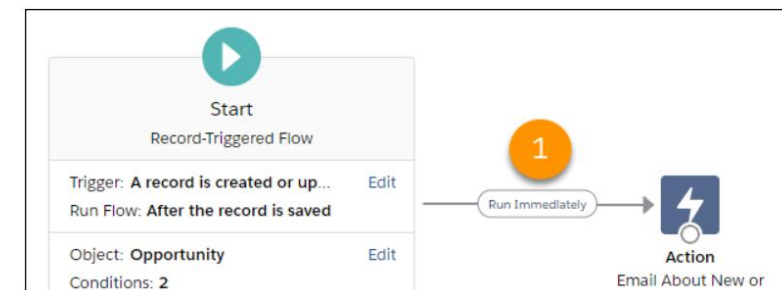 Start
Record-Triggered Flow
Trigger: A record is created or up... Edit
Run Flow: After the record is saved
Object: Opportunity Edit
Conditions: 2
1
Run Immediately
Action
Email About New or